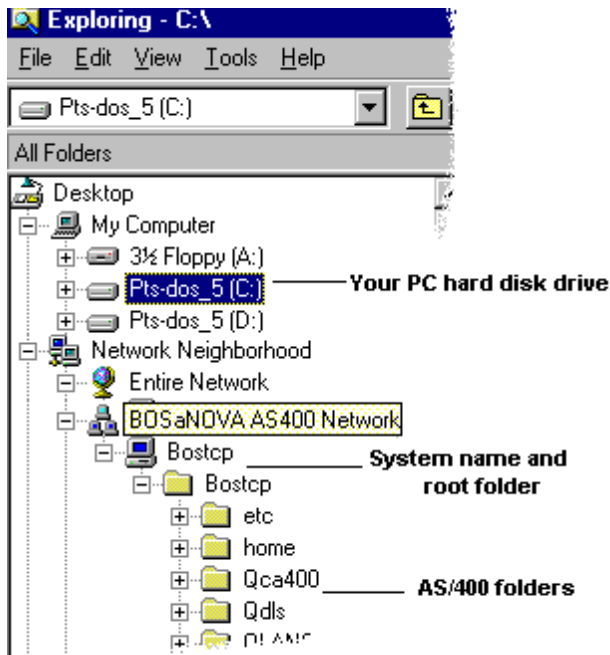 Exploring - C:\
File Edit View Tools Help
Pts-dos_5 (C:)
All Folders
Desktop
My Computer
3½ Floppy (A:)
Pts-dos_5 (C:) Your PC hard disk drive
Pts-dos_5 (D:)
Network Neighborhood
Entire Network
BOSaNOVA AS400 Network
Bostcp System name and
root folder
Bostcp
etc
home
Qca400 AS/400 folders
Qdls